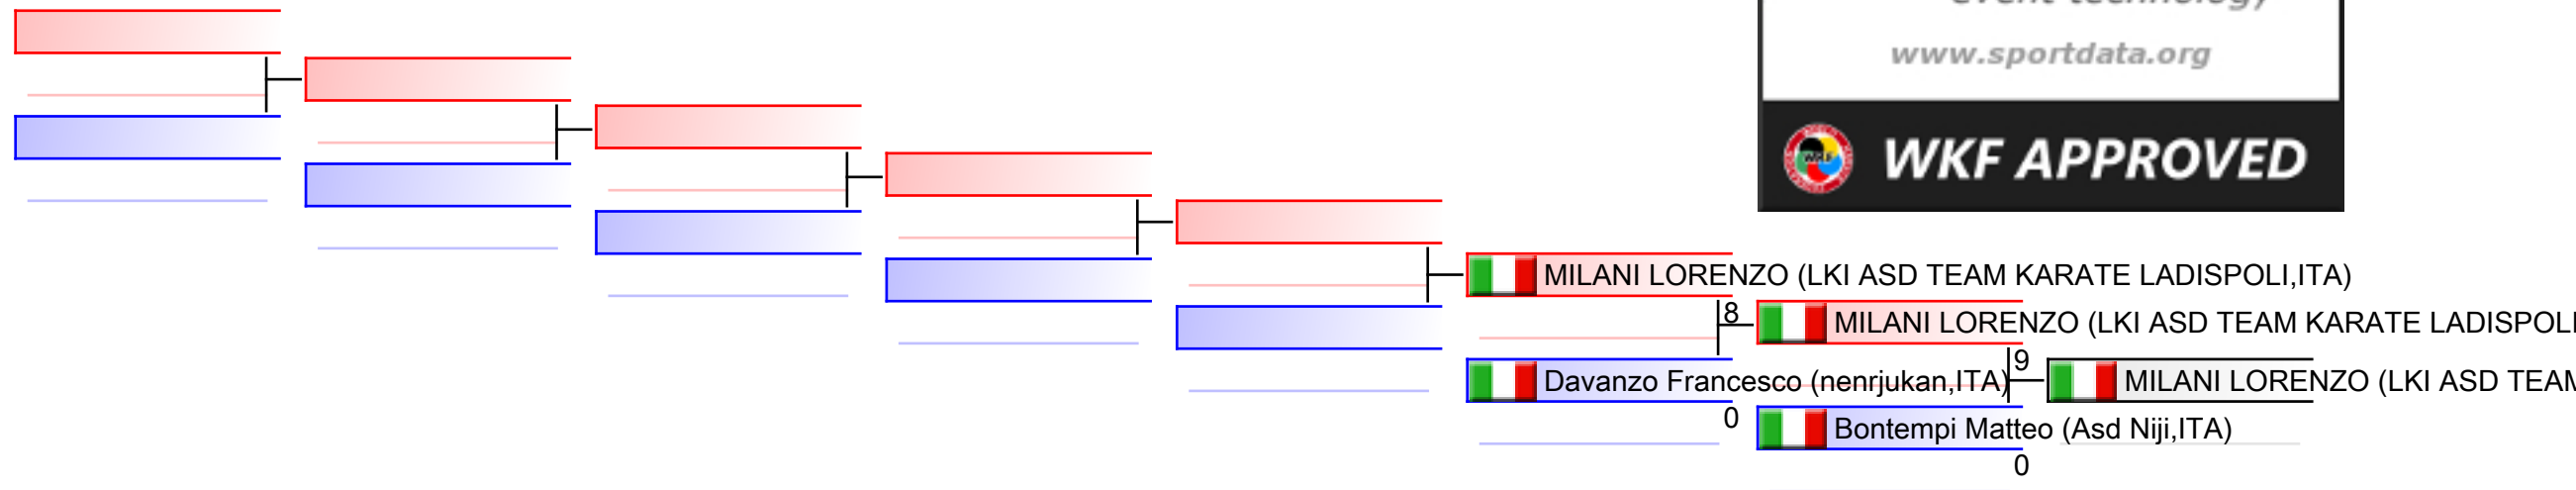 event technology
www.sportdata.org
WKF APPROVED
MILANI LORENZO (LKI ASD TEAM KARATE LADISPOLI,ITA)
8
MILANI LORENZO (LKI ASD TEAM KARATE LADISPOLI
Davanzo Francesco (nenrjukan,ITA)
9
MILANI LORENZO (LKI ASD TEAM
0
Bontempi Matteo (Asd Niji,ITA)
0